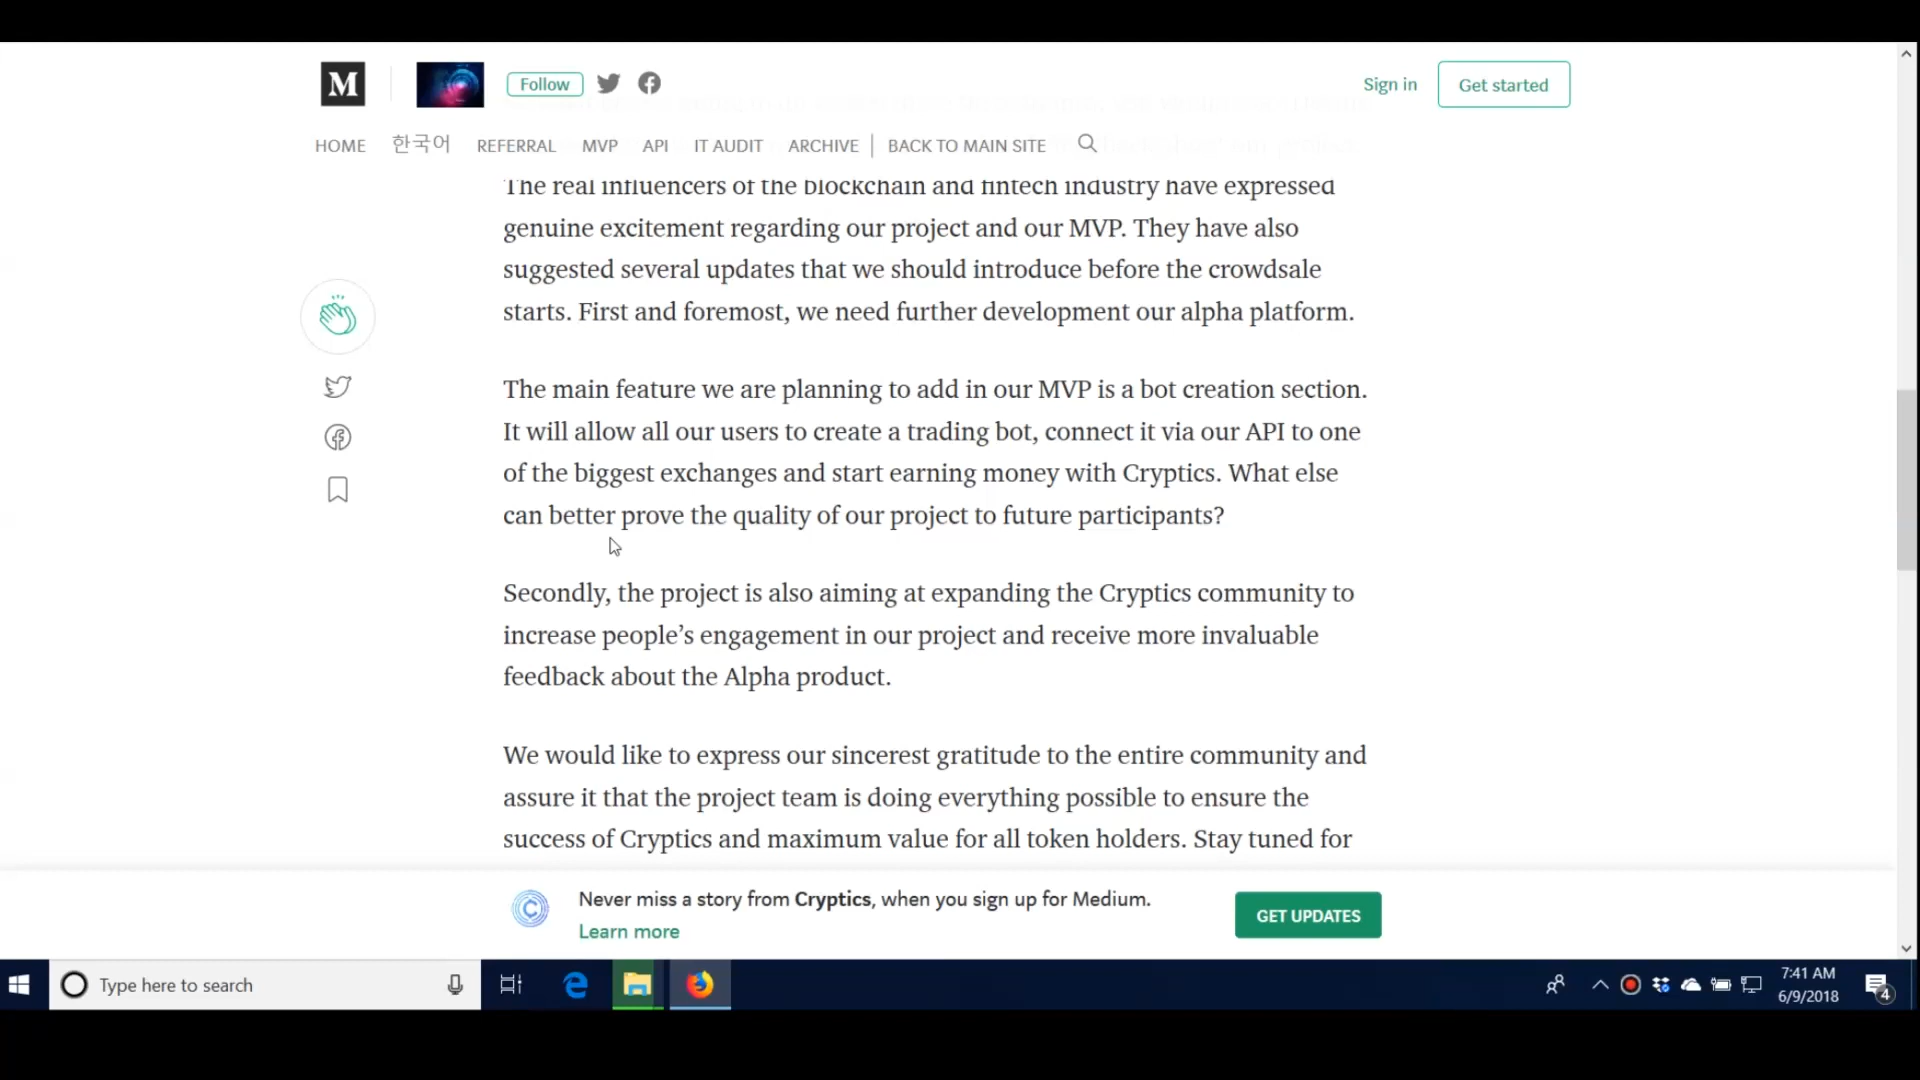 M
Follow
Sign in
Get started
HOME
한국어
REFERRAL
MVP
API
IT AUDIT
ARCHIVE
BACK TO MAIN SITE
The real influencers of the blockchain and fintech industry have expressed
genuine excitement regarding our project and our MVP. They have also
suggested several updates that we should introduce before the crowdsale
starts. First and foremost, we need further development our alpha platform.
The main feature we are planning to add in our MVP is a bot creation section.
It will allow all our users to create a trading bot, connect it via our API to one
of the biggest exchanges and start earning money with Cryptics. What else
can better prove the quality of our project to future participants?
Secondly, the project is also aiming at expanding the Cryptics community to
increase people's engagement in our project and receive more invaluable
feedback about the Alpha product.
We would like to express our sincerest gratitude to the entire community and
assure it that the project team is doing everything possible to ensure the
success of Cryptics and maximum value for all token holders. Stay tuned for
Never miss a story from Cryptics, when you sign up for Medium.
Learn more
GET UPDATES
Type here to search
7:41 AM
6/9/2018
4